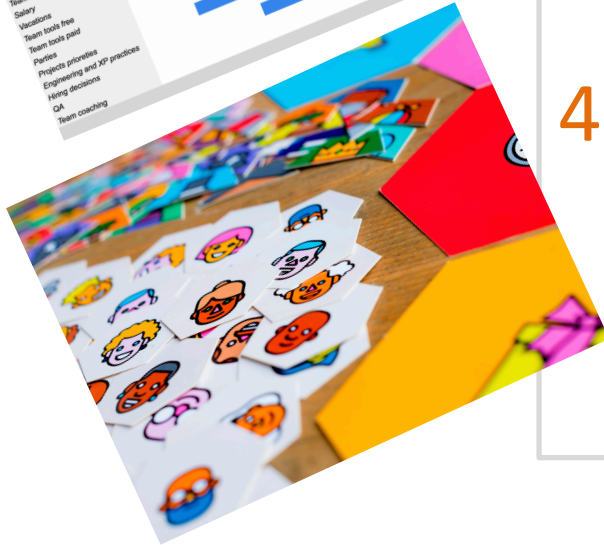 Salary
Vacations
Team tools free
Team tools paid
Parties
Projects prioreties
Engineering and XP practices
Hiring decisions
QA
Team coaching
4